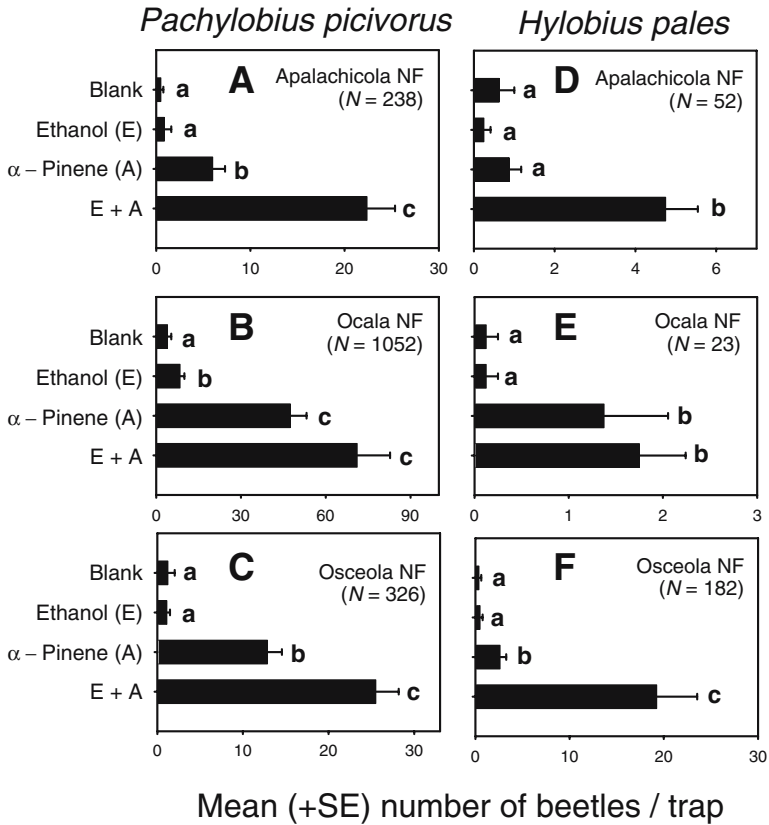 Pachylobius picivorus
Hylobius pales
A
Apalachicola NF
(N = 238)
Blank
a
Ethanol (E)
a
α – Pinene (A)
b
E + A
c
0 10 20 30
D
Apalachicola NF
(N = 52)
a
a
a
b
0 2 4 6
B
Ocala NF
(N = 1052)
Blank
a
Ethanol (E)
b
α – Pinene (A)
c
E + A
c
0 30 60 90
E
Ocala NF
(N = 23)
a
a
b
b
0 1 2 3
C
Osceola NF
(N = 326)
Blank
a
Ethanol (E)
a
α – Pinene (A)
b
E + A
c
0 10 20 30
F
Osceola NF
(N = 182)
a
a
b
c
0 10 20 30
Mean (+SE) number of beetles / trap